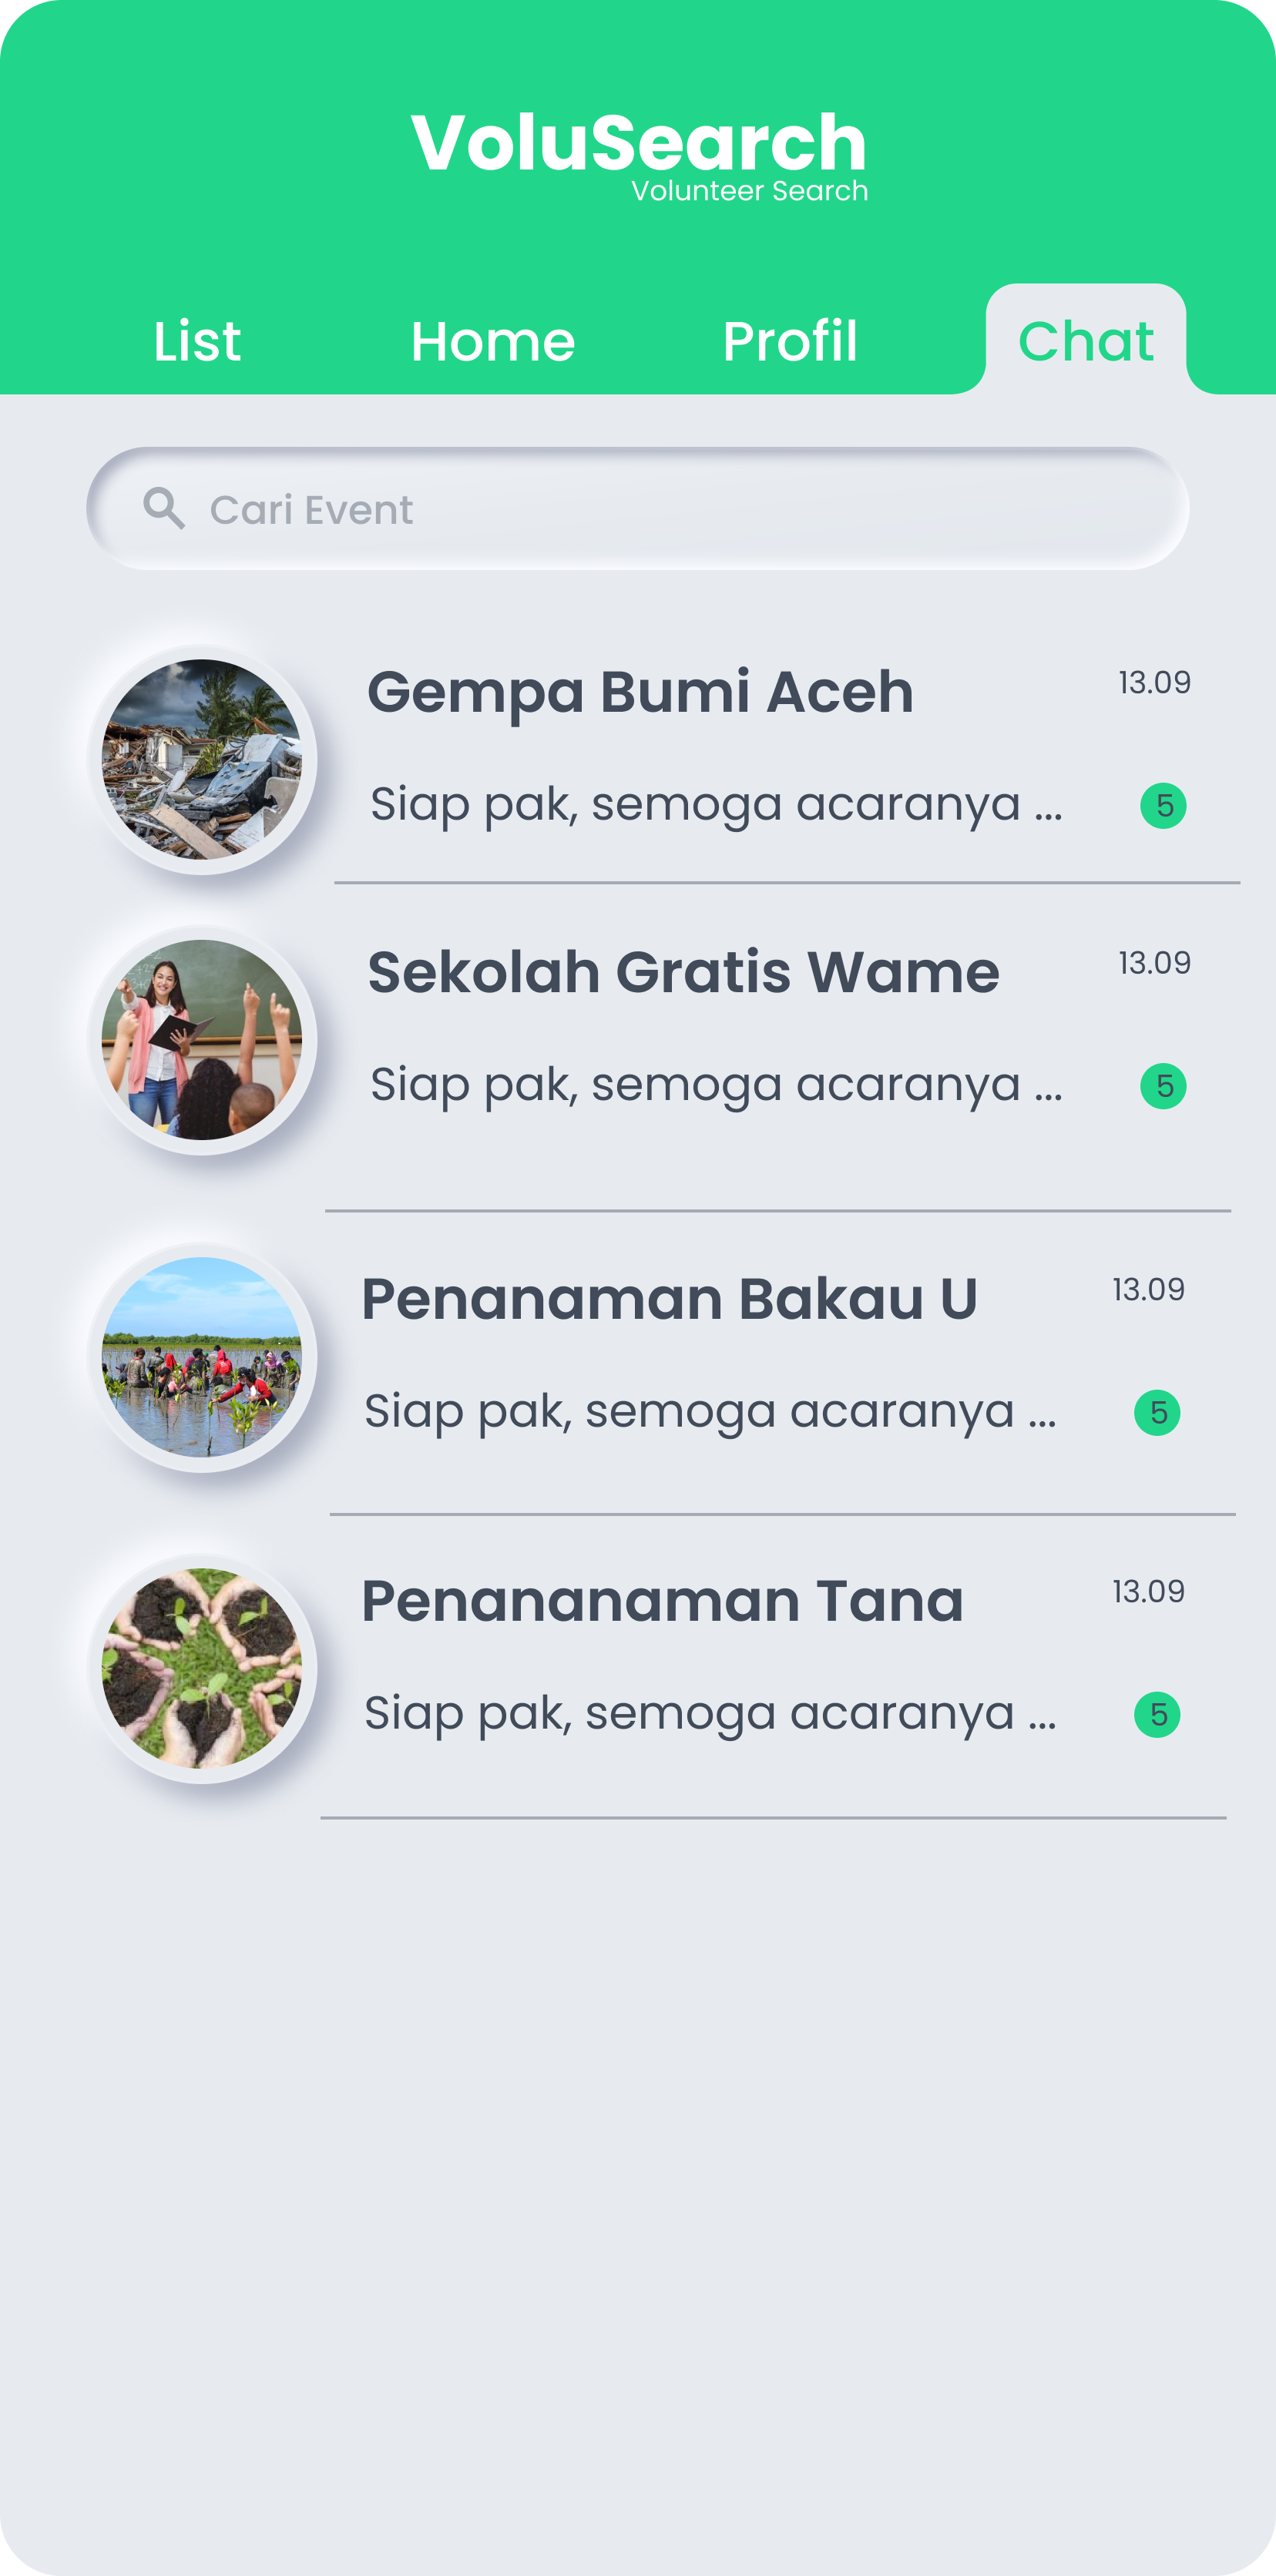 VoluSearch
Volunteer Search
List Home Profil Chat
Cari Event
Gempa Bumi Aceh 13.09
Siap pak, semoga acaranya ... 5
Sekolah Gratis Wame 13.09
Siap pak, semoga acaranya ... 5
Penanaman Bakau U 13.09
Siap pak, semoga acaranya ... 5
Penananaman Tana 13.09
Siap pak, semoga acaranya ... 5